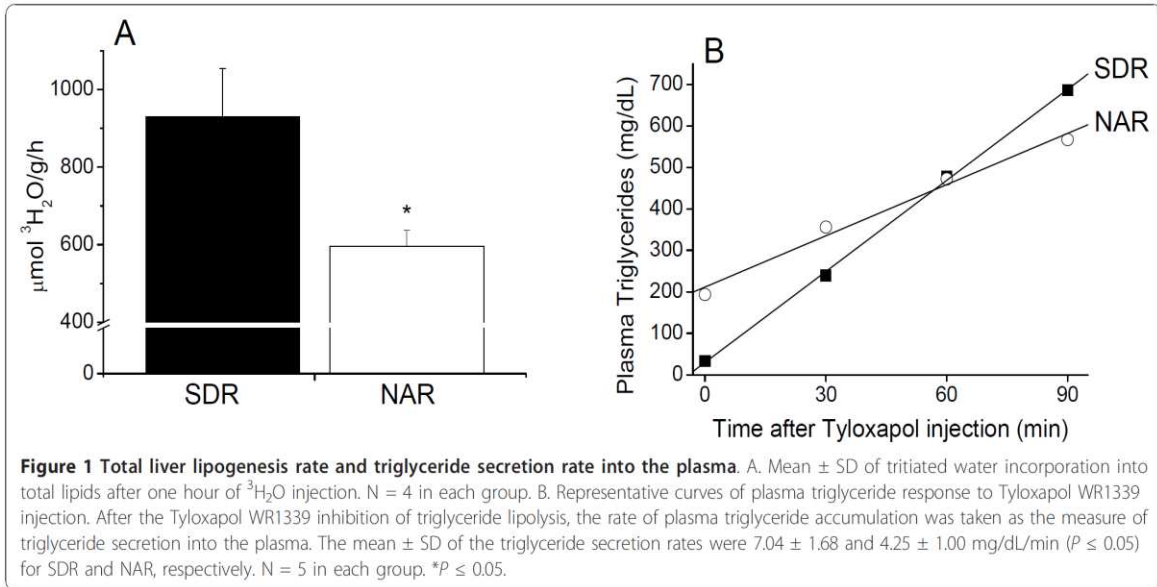 A
μmol ³H₂O/g/h
1000
800
600
400
0
*
SDR
NAR
B
Plasma Triglycerides (mg/dL)
700
600
500
400
300
200
100
0
SDR
NAR
0 30 60 90
Time after Tyloxapol injection (min)
Figure 1 Total liver lipogenesis rate and triglyceride secretion rate into the plasma. A. Mean ± SD of tritiated water incorporation into
total lipids after one hour of ³H₂O injection. N = 4 in each group. B. Representative curves of plasma triglyceride response to Tyloxapol WR1339
injection. After the Tyloxapol WR1339 inhibition of triglyceride lipolysis, the rate of plasma triglyceride accumulation was taken as the measure of
triglyceride secretion into the plasma. The mean ± SD of the triglyceride secretion rates were 7.04 ± 1.68 and 4.25 ± 1.00 mg/dL/min (P ≤ 0.05)
for SDR and NAR, respectively. N = 5 in each group. *P ≤ 0.05.